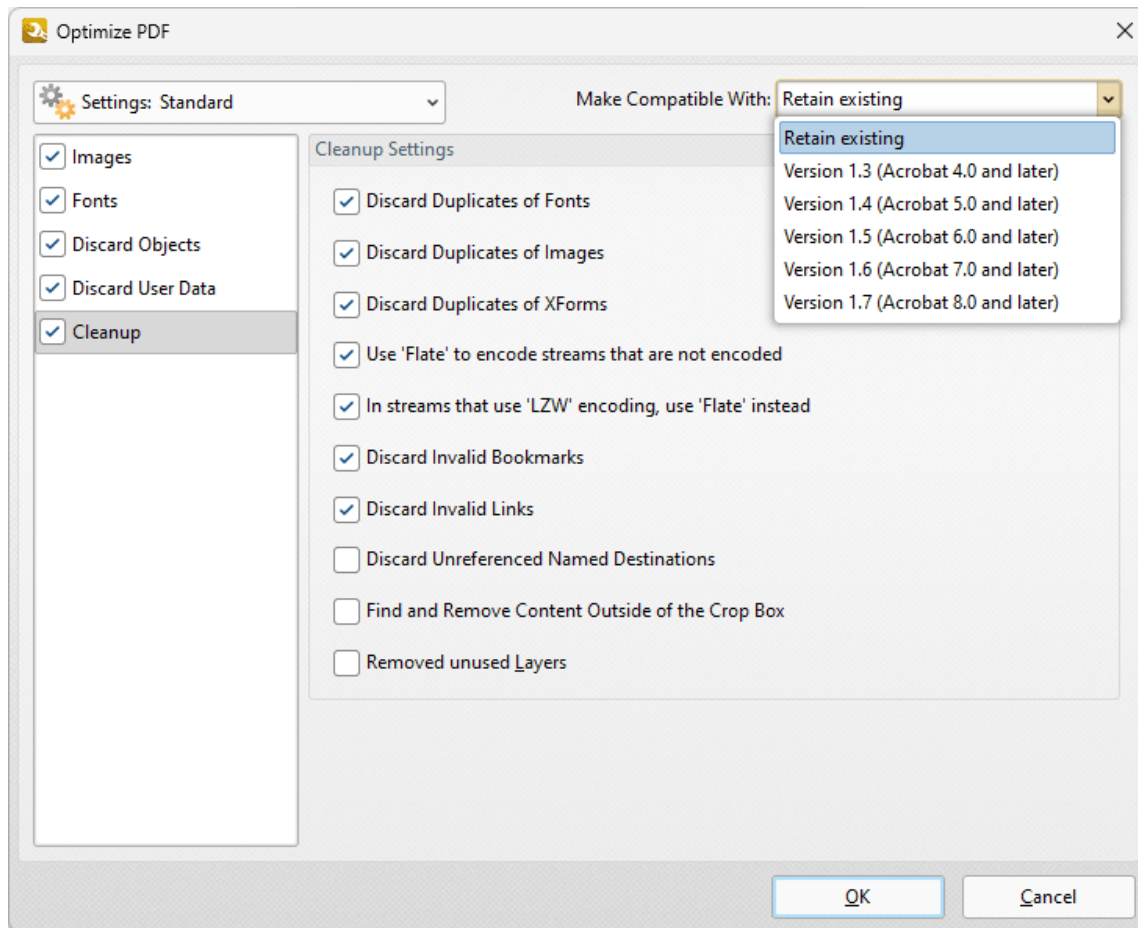 Optimize PDF
Settings: Standard
Make Compatible With: Retain existing
Retain existing
Version 1.3 (Acrobat 4.0 and later)
Version 1.4 (Acrobat 5.0 and later)
Version 1.5 (Acrobat 6.0 and later)
Version 1.6 (Acrobat 7.0 and later)
Version 1.7 (Acrobat 8.0 and later)
Images
Fonts
Discard Objects
Discard User Data
Cleanup
Cleanup Settings
Discard Duplicates of Fonts
Discard Duplicates of Images
Discard Duplicates of XForms
Use 'Flate' to encode streams that are not encoded
In streams that use 'LZW' encoding, use 'Flate' instead
Discard Invalid Bookmarks
Discard Invalid Links
Discard Unreferenced Named Destinations
Find and Remove Content Outside of the Crop Box
Removed unused Layers
OK
Cancel